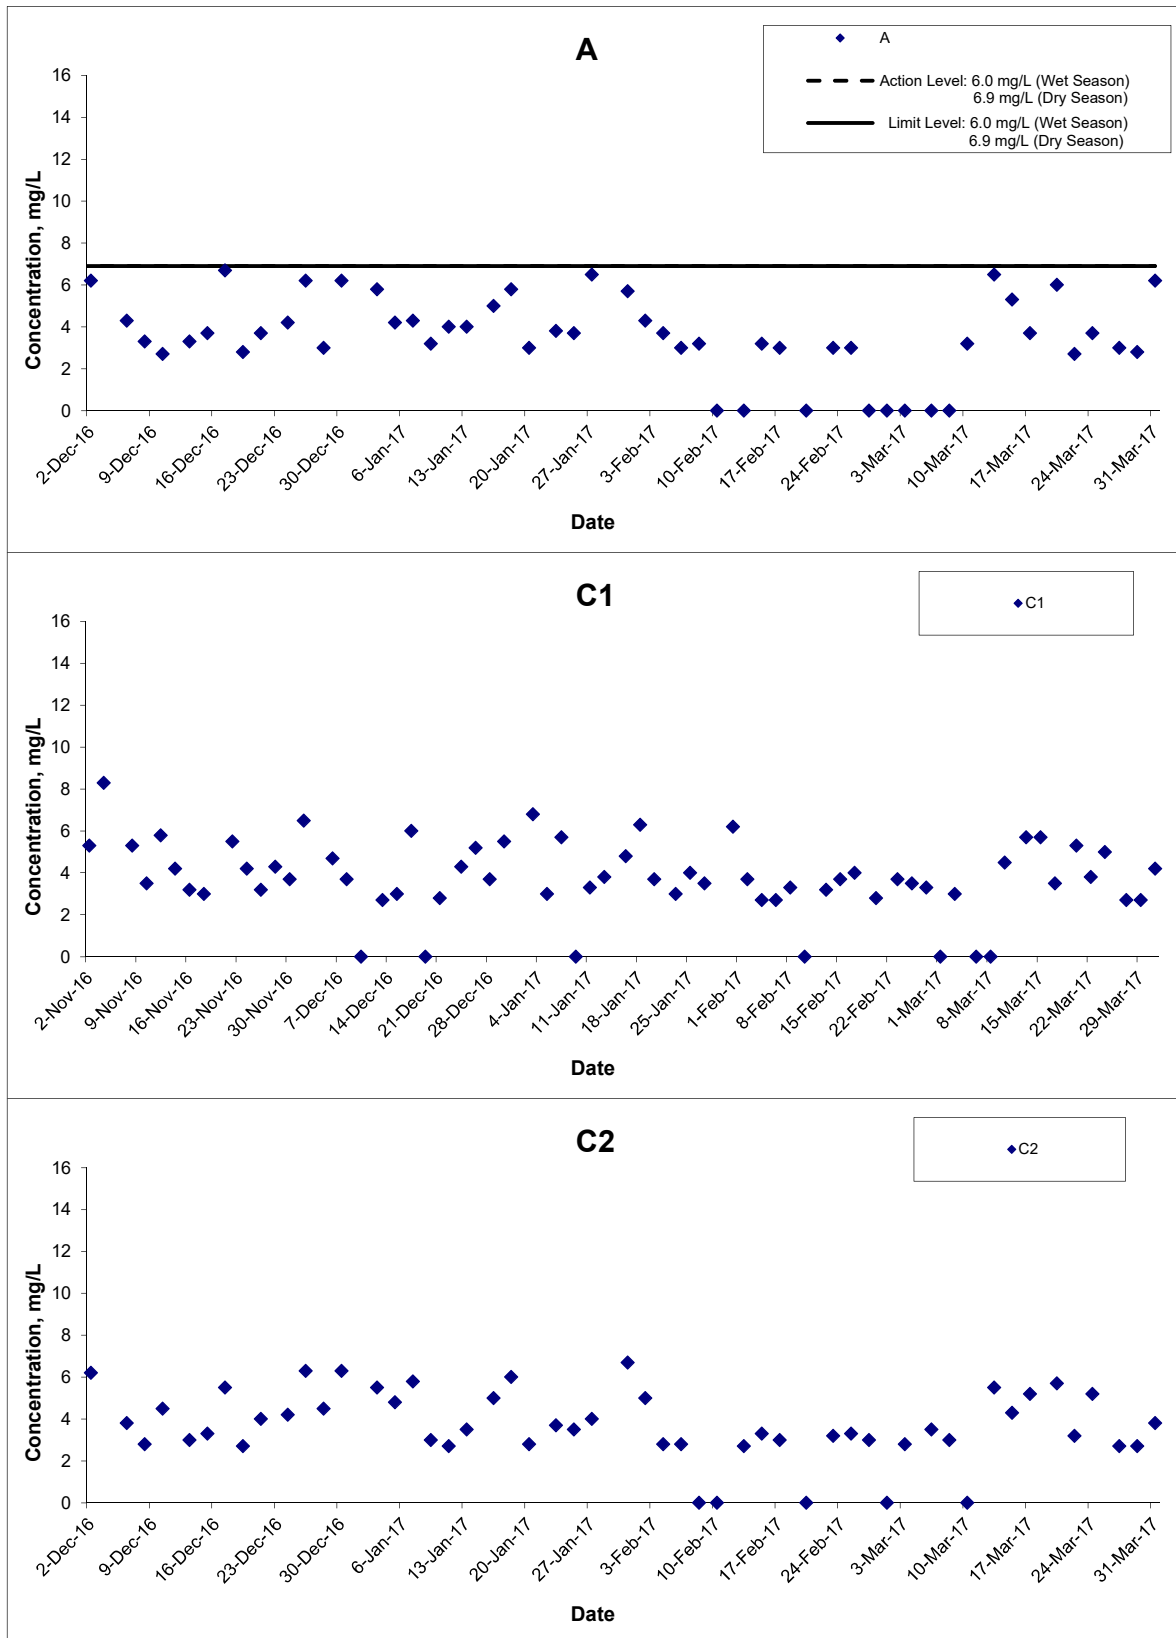 A
A
Action Level: 6.0 mg/L (Wet Season)
6.9 mg/L (Dry Season)
Limit Level: 6.0 mg/L (Wet Season)
6.9 mg/L (Dry Season)
Concentration, mg/L
16
14
12
10
8
6
4
2
0
2-Dec-16
9-Dec-16
16-Dec-16
23-Dec-16
30-Dec-16
6-Jan-17
13-Jan-17
20-Jan-17
27-Jan-17
3-Feb-17
10-Feb-17
17-Feb-17
24-Feb-17
3-Mar-17
10-Mar-17
17-Mar-17
24-Mar-17
31-Mar-17
Date
C1
C1
Concentration, mg/L
16
14
12
10
8
6
4
2
0
2-Nov-16
9-Nov-16
16-Nov-16
23-Nov-16
30-Nov-16
7-Dec-16
14-Dec-16
21-Dec-16
28-Dec-16
4-Jan-17
11-Jan-17
18-Jan-17
25-Jan-17
1-Feb-17
8-Feb-17
15-Feb-17
22-Feb-17
1-Mar-17
8-Mar-17
15-Mar-17
22-Mar-17
29-Mar-17
Date
C2
C2
Concentration, mg/L
16
14
12
10
8
6
4
2
0
2-Dec-16
9-Dec-16
16-Dec-16
23-Dec-16
30-Dec-16
6-Jan-17
13-Jan-17
20-Jan-17
27-Jan-17
3-Feb-17
10-Feb-17
17-Feb-17
24-Feb-17
3-Mar-17
10-Mar-17
17-Mar-17
24-Mar-17
31-Mar-17
Date